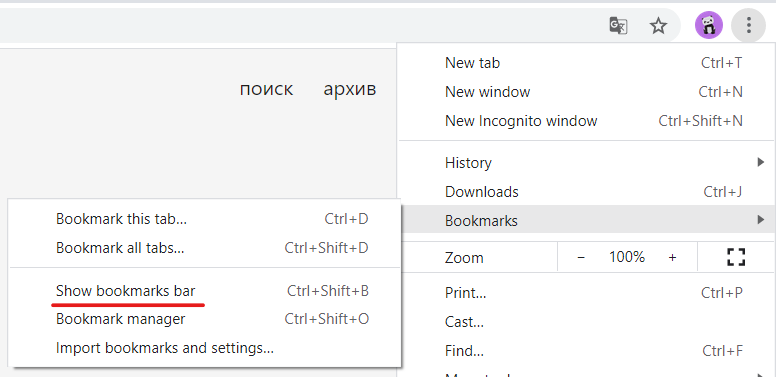 поиск архив
New tab Ctrl+T
New window Ctrl+N
New Incognito window Ctrl+Shift+N
History
Downloads Ctrl+J
Bookmarks
Zoom − 100% +
Print... Ctrl+P
Cast...
Find... Ctrl+F
Bookmark this tab... Ctrl+D
Bookmark all tabs... Ctrl+Shift+D
Show bookmarks bar Ctrl+Shift+B
Bookmark manager Ctrl+Shift+O
Import bookmarks and settings...